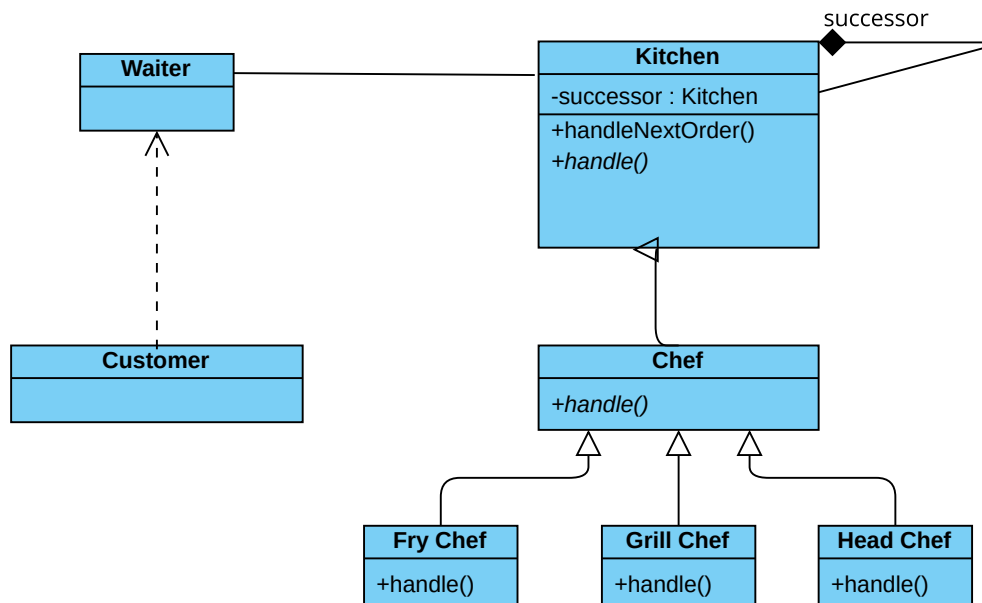 successor
Waiter
Kitchen
-successor : Kitchen
+handleNextOrder()
+handle()
Customer
Chef
+handle()
Fry Chef
+handle()
Grill Chef
+handle()
Head Chef
+handle()